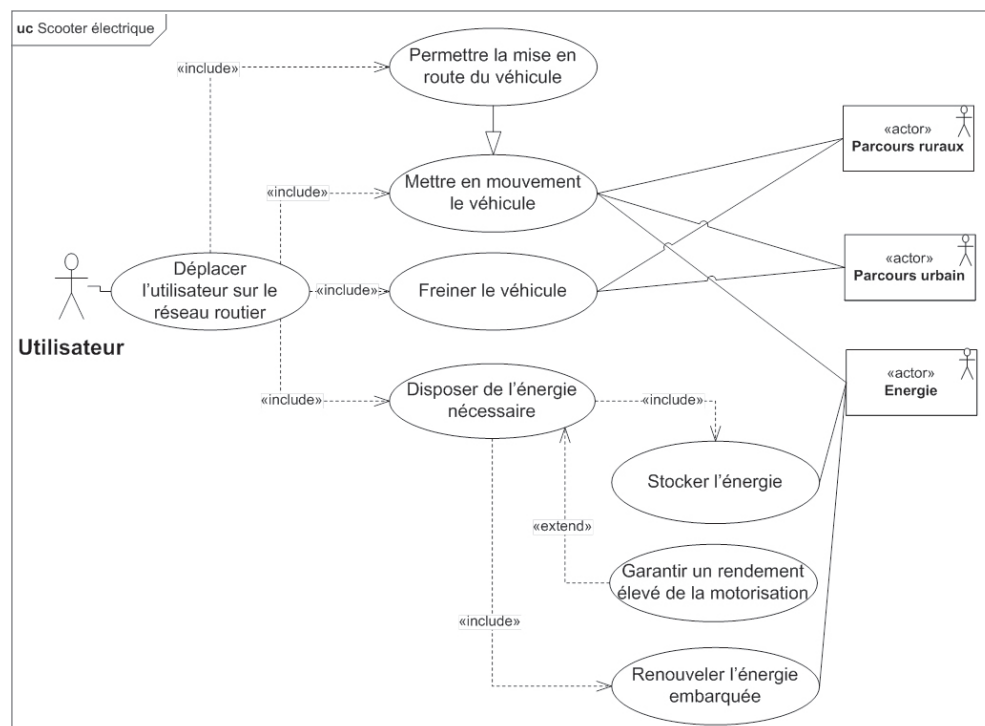 uc Scooter électrique
Permettre la mise en
route du véhicule
«include»
«actor»
Parcours ruraux
Mettre en mouvement
le véhicule
«include»
Déplacer
l'utilisateur sur le
réseau routier
«actor»
Parcours urbain
«include»
Freiner le véhicule
Utilisateur
«actor»
Energie
«include»
Disposer de l'énergie
nécessaire
«include»
Stocker l'énergie
«extend»
Garantir un rendement
élevé de la motorisation
«include»
Renouveler l'énergie
embarquée